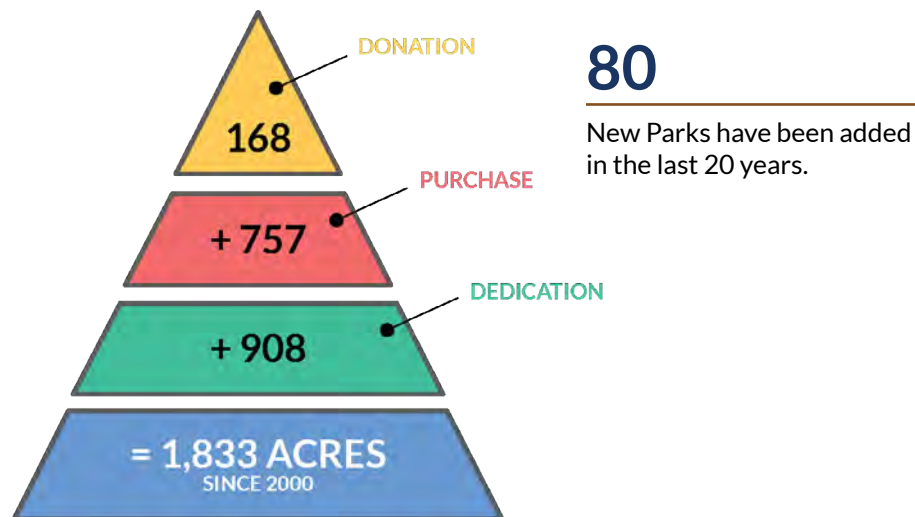 DONATION
168
PURCHASE
+ 757
DEDICATION
+ 908
= 1,833 ACRES
SINCE 2000
80
New Parks have been added
in the last 20 years.